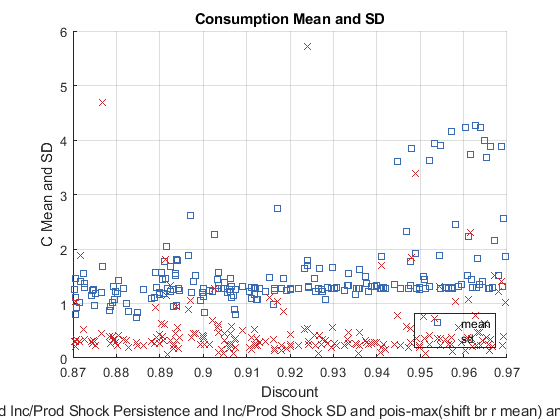 Consumption Mean and SD
C Mean and SD
6
5
4
3
2
1
0
mean
sd
0.87 0.88 0.89 0.9 0.91 0.92 0.93 0.94 0.95 0.96 0.97
Discount
d Inc/Prod Shock Persistence and Inc/Prod Shock SD and pois-max(shift br r mean) an